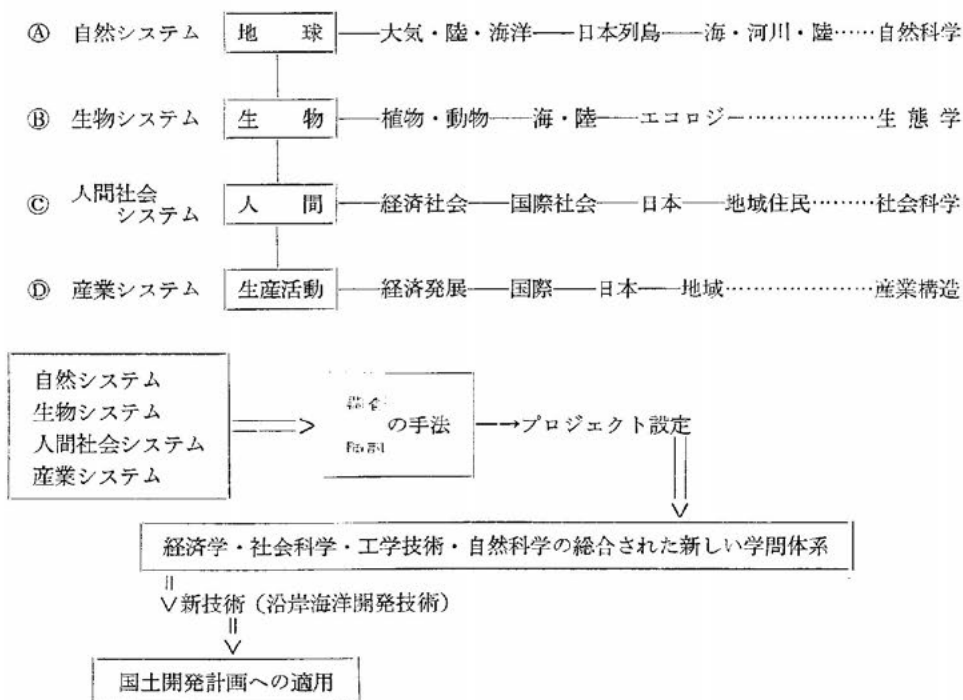 Ⓐ 自然システム 地 球──大気・陸・海洋──日本列島──海・河川・陸……自然科学
Ⓑ 生物システム 生 物──植物・動物──海・陸──エコロジー………………生 態 学
Ⓒ 人間社会
システム 人 間──経済社会──国際社会──日本──地域住民………社会科学
Ⓓ 産業システム 生産活動──経済発展──国際──日本──地域…………………産業構造
自然システム
生物システム
人間社会システム
産業システム
の手法
プロジェクト設定
経済学・社会科学・工学技術・自然科学の総合された新しい学問体系
新技術（沿岸海洋開発技術）
国土開発計画への適用